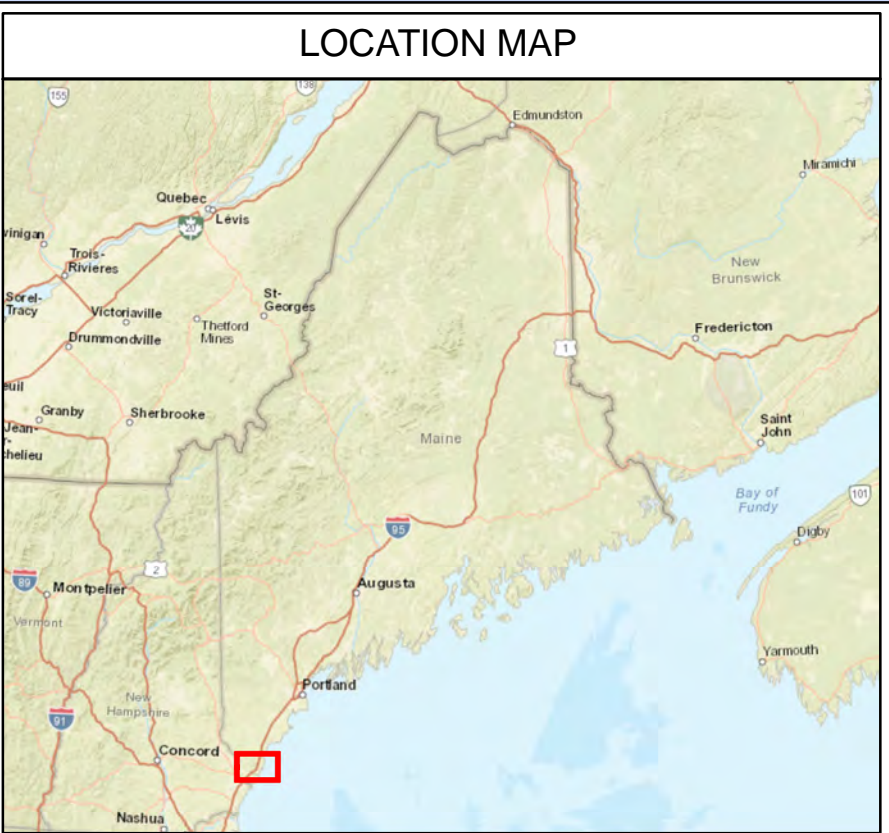 LOCATION MAP
155
138
Edmundston
Miramichi
Quebec
Lévis
20
vinigan
Trois-
Rivieres
New
Brunswick
Sorel-
Tracy
Victoriaville
St-
Georges
Thetford
Mines
Drummondville
Fredericton
1
euil
Granby
Sherbrooke
Jean-
r-
chelieu
Maine
Saint
John
Bay of
Fundy
101
95
Digby
2
89
Montpelier
Augusta
Vermont
Yarmouth
Portland
New
Hampshire
91
Concord
Nashua